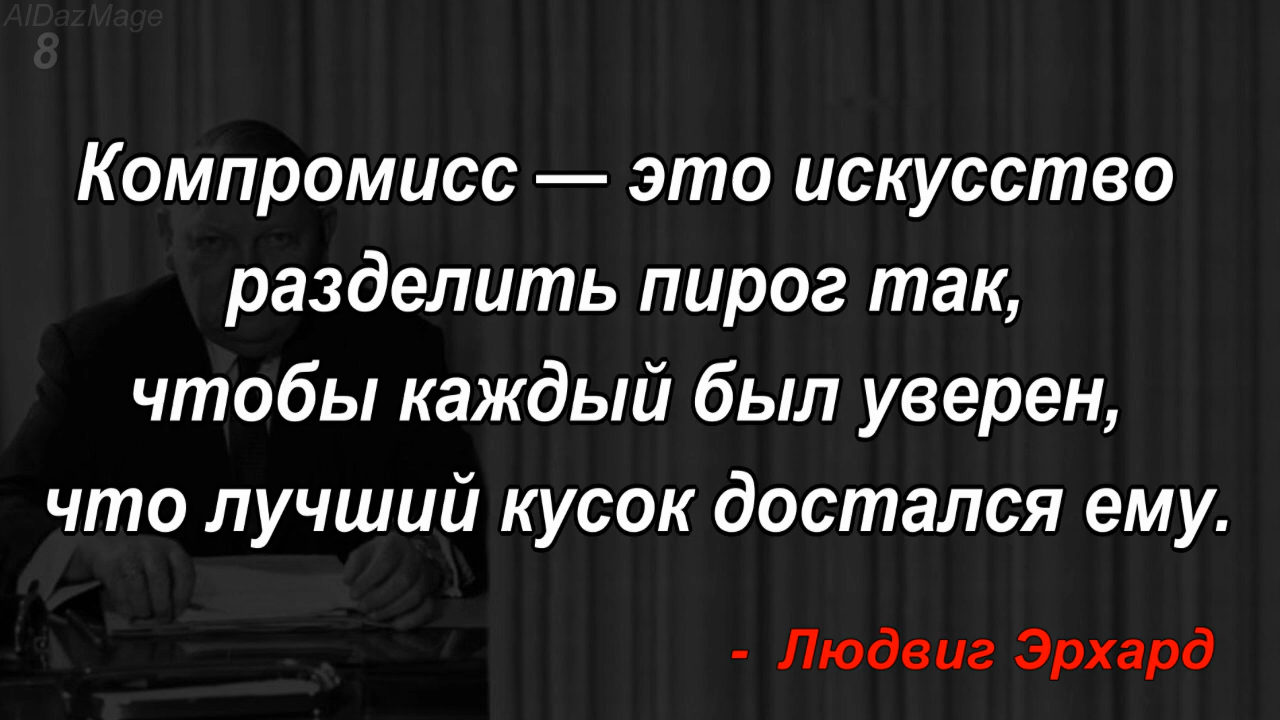 AlDazMage
8
Компромисс — это искусство
разделить пирог так,
чтобы каждый был уверен,
что лучший кусок достался ему.
- Людвиг Эрхард